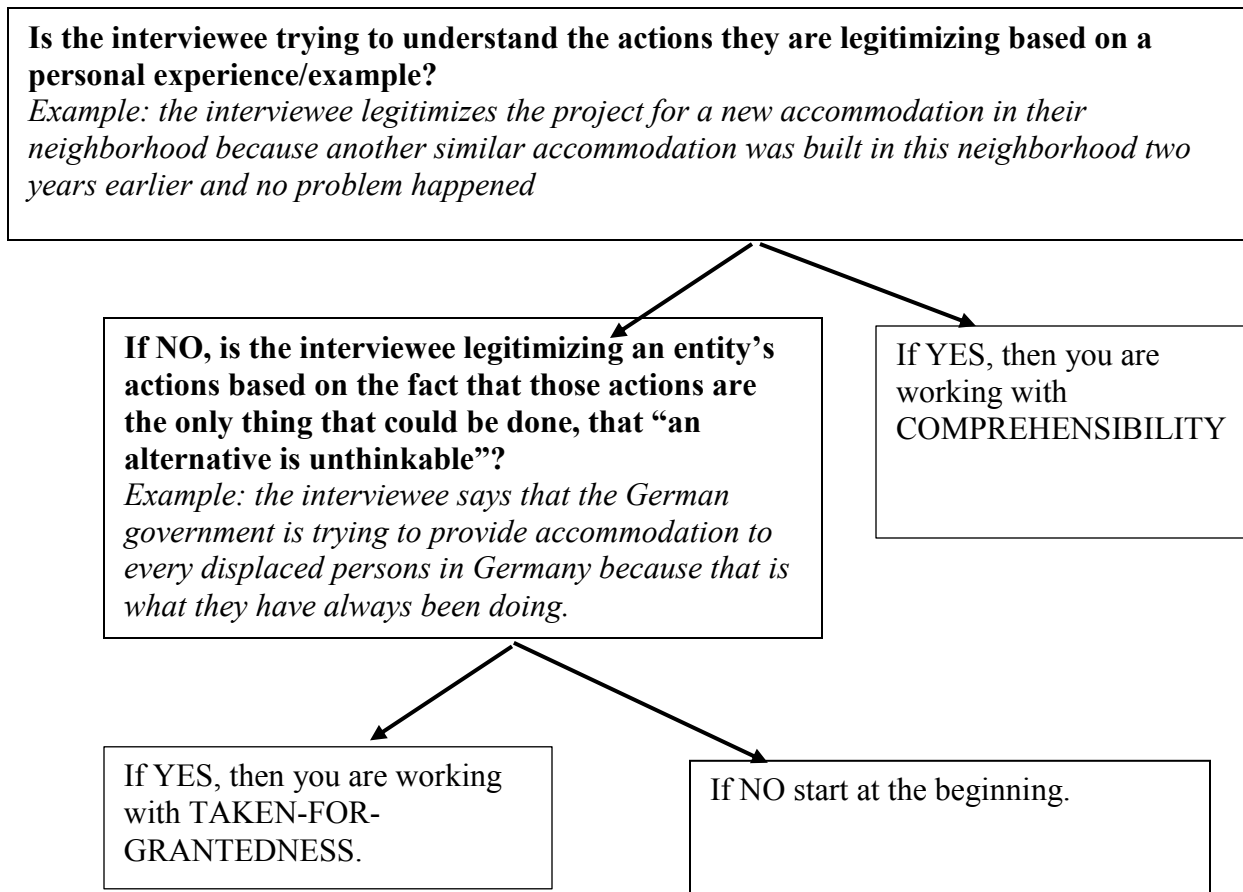 Is the interviewee trying to understand the actions they are legitimizing based on a
personal experience/example?
Example: the interviewee legitimizes the project for a new accommodation in their
neighborhood because another similar accommodation was built in this neighborhood two
years earlier and no problem happened
If NO, is the interviewee legitimizing an entity’s
actions based on the fact that those actions are
the only thing that could be done, that “an
alternative is unthinkable”?
Example: the interviewee says that the German
government is trying to provide accommodation to
every displaced persons in Germany because that is
what they have always been doing.
If YES, then you are
working with
COMPREHENSIBILITY
If YES, then you are working
with TAKEN-FOR-
GRANTEDNESS.
If NO start at the beginning.